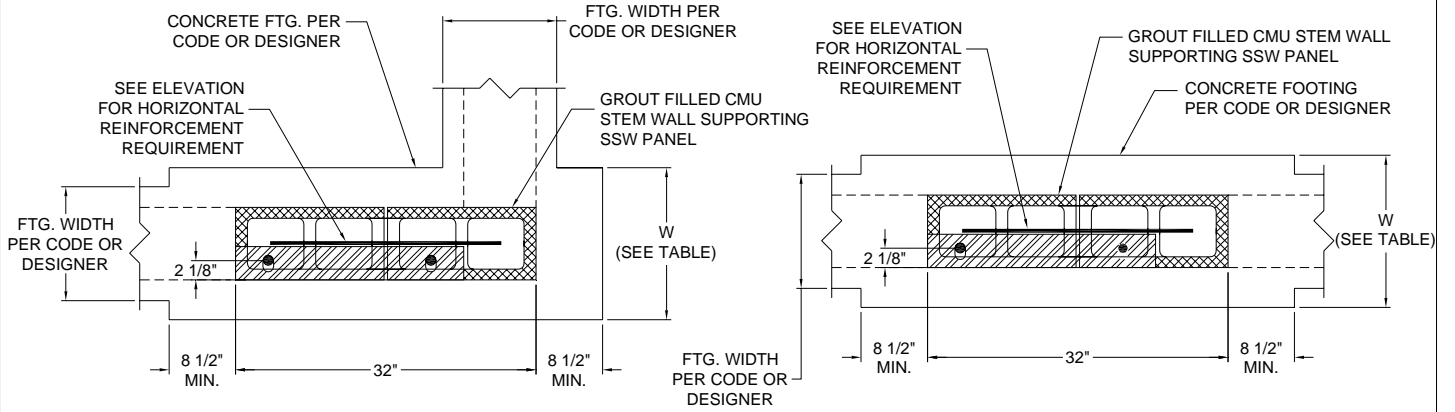 CONCRETE FTG. PER
CODE OR DESIGNER
FTG. WIDTH PER
CODE OR DESIGNER
SEE ELEVATION
FOR HORIZONTAL
REINFORCEMENT
REQUIREMENT
GROUT FILLED CMU
STEM WALL SUPPORTING
SSW PANEL
FTG. WIDTH
PER CODE OR
DESIGNER
2 1/8"
W
(SEE TABLE)
8 1/2"
MIN.
32"
8 1/2"
MIN.
SEE ELEVATION
FOR HORIZONTAL
REINFORCEMENT
REQUIREMENT
GROUT FILLED CMU STEM WALL
SUPPORTING SSW PANEL
CONCRETE FOOTING
PER CODE OR DESIGNER
2 1/8"
W
(SEE TABLE)
FTG. WIDTH
PER CODE OR
DESIGNER
8 1/2"
MIN.
32"
8 1/2"
MIN.